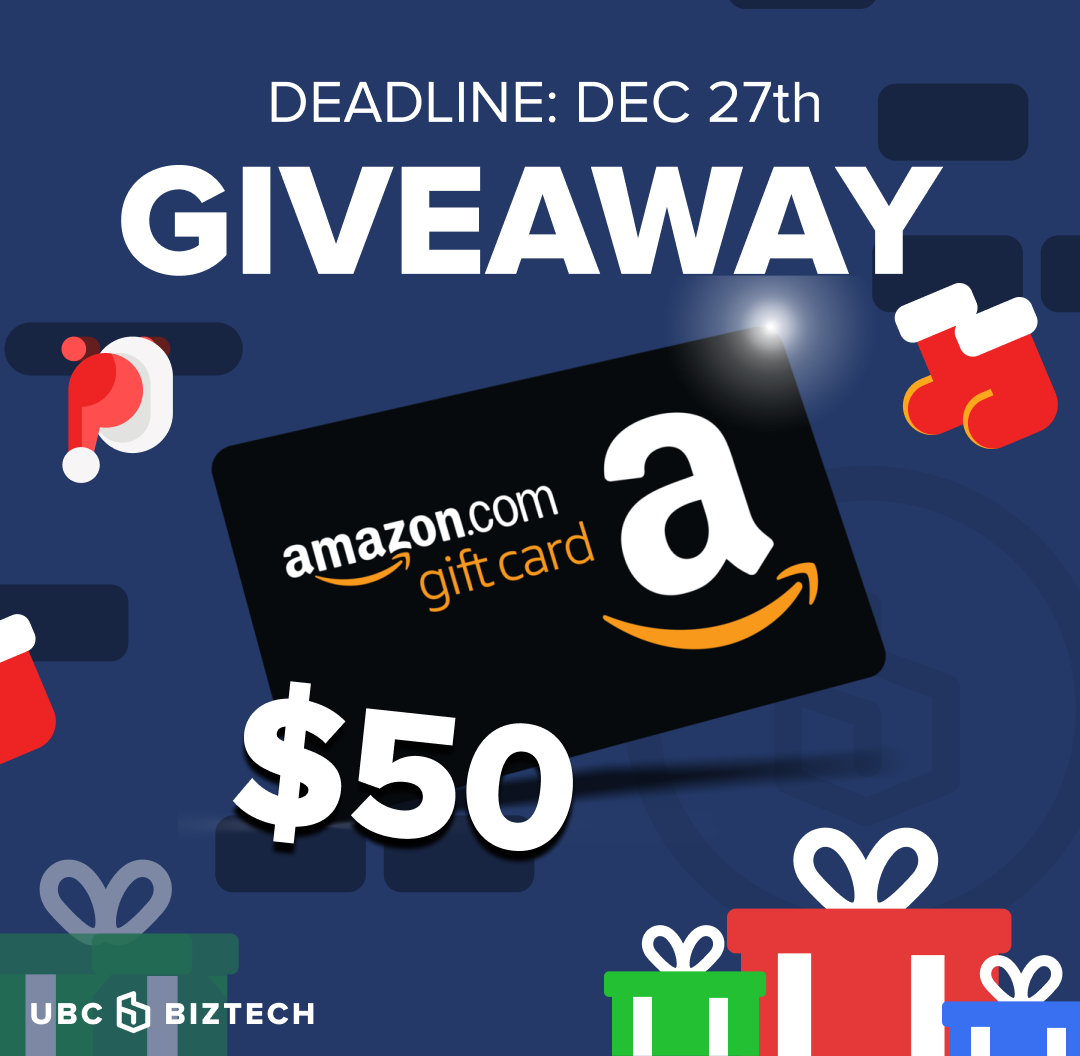 DEADLINE: DEC 27th
GIVEAWAY
amazon.com
gift card
a
$50
UBC BIZTECH